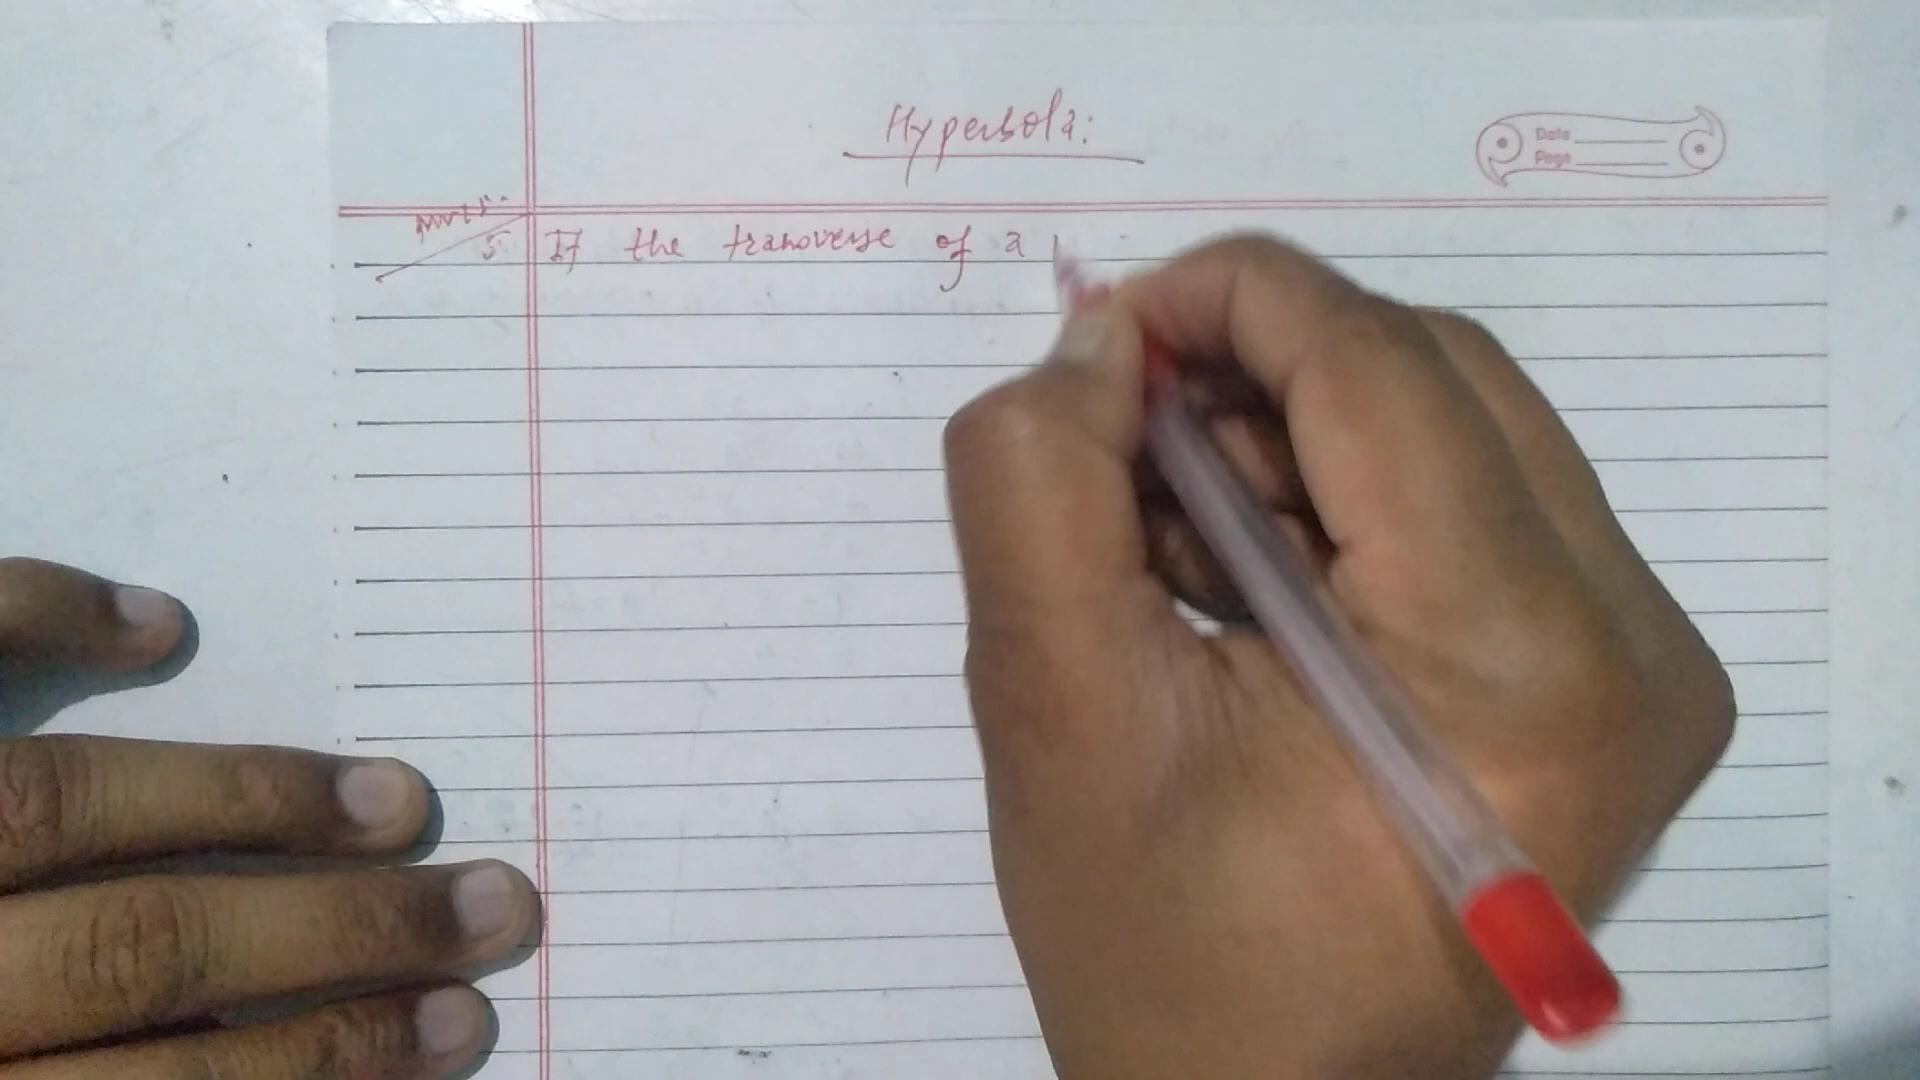 Hyperbola:
Date
Page
5. If the transverse of a